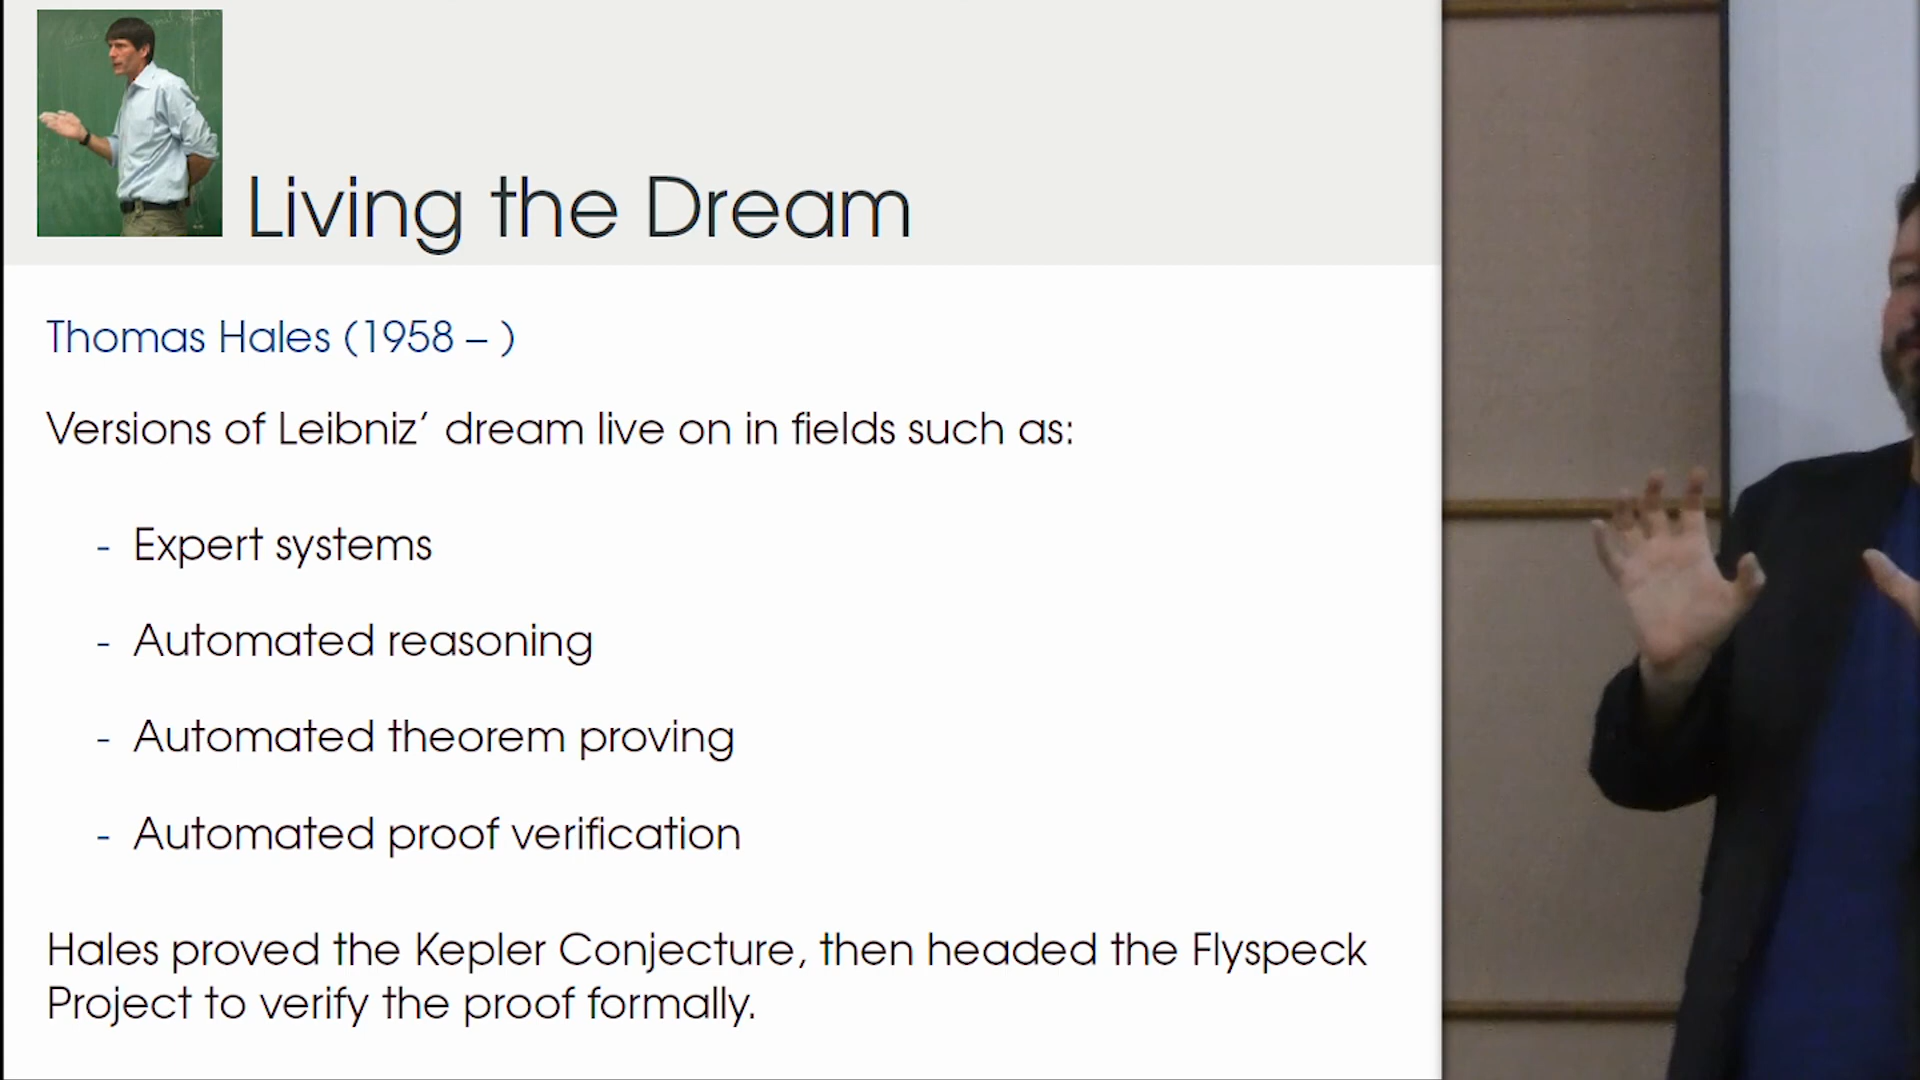 Living the Dream
Thomas Hales (1958 – )
Versions of Leibniz’ dream live on in fields such as:
- Expert systems
- Automated reasoning
- Automated theorem proving
- Automated proof verification
Hales proved the Kepler Conjecture, then headed the Flyspeck
Project to verify the proof formally.